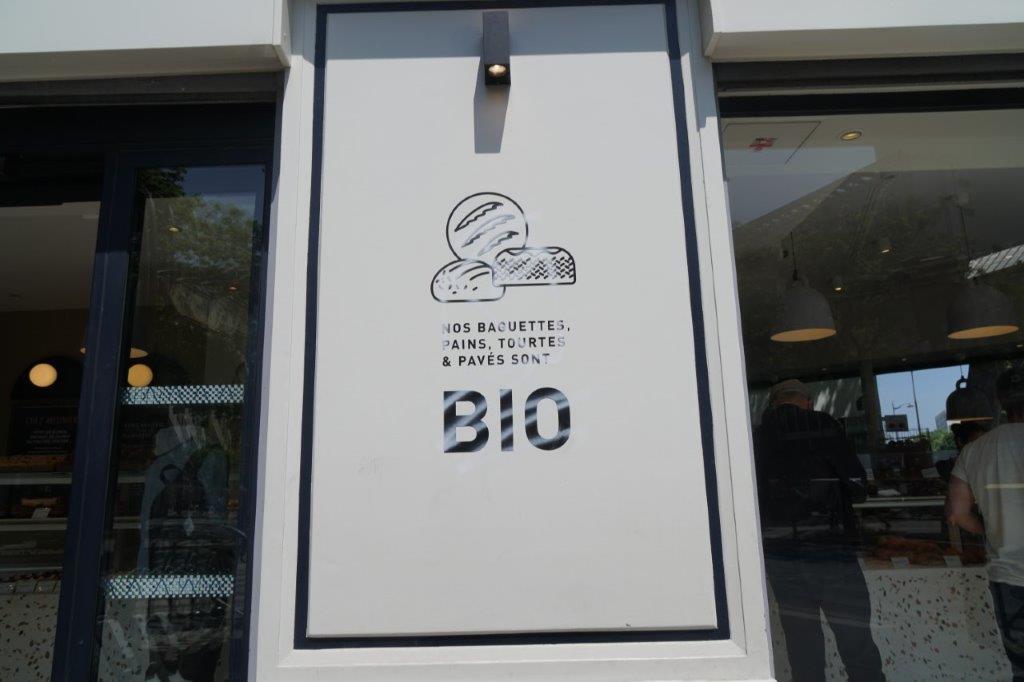 NOS BAGUETTES,
PAINS, TOURTES
& PAVÉS SONT
BIO